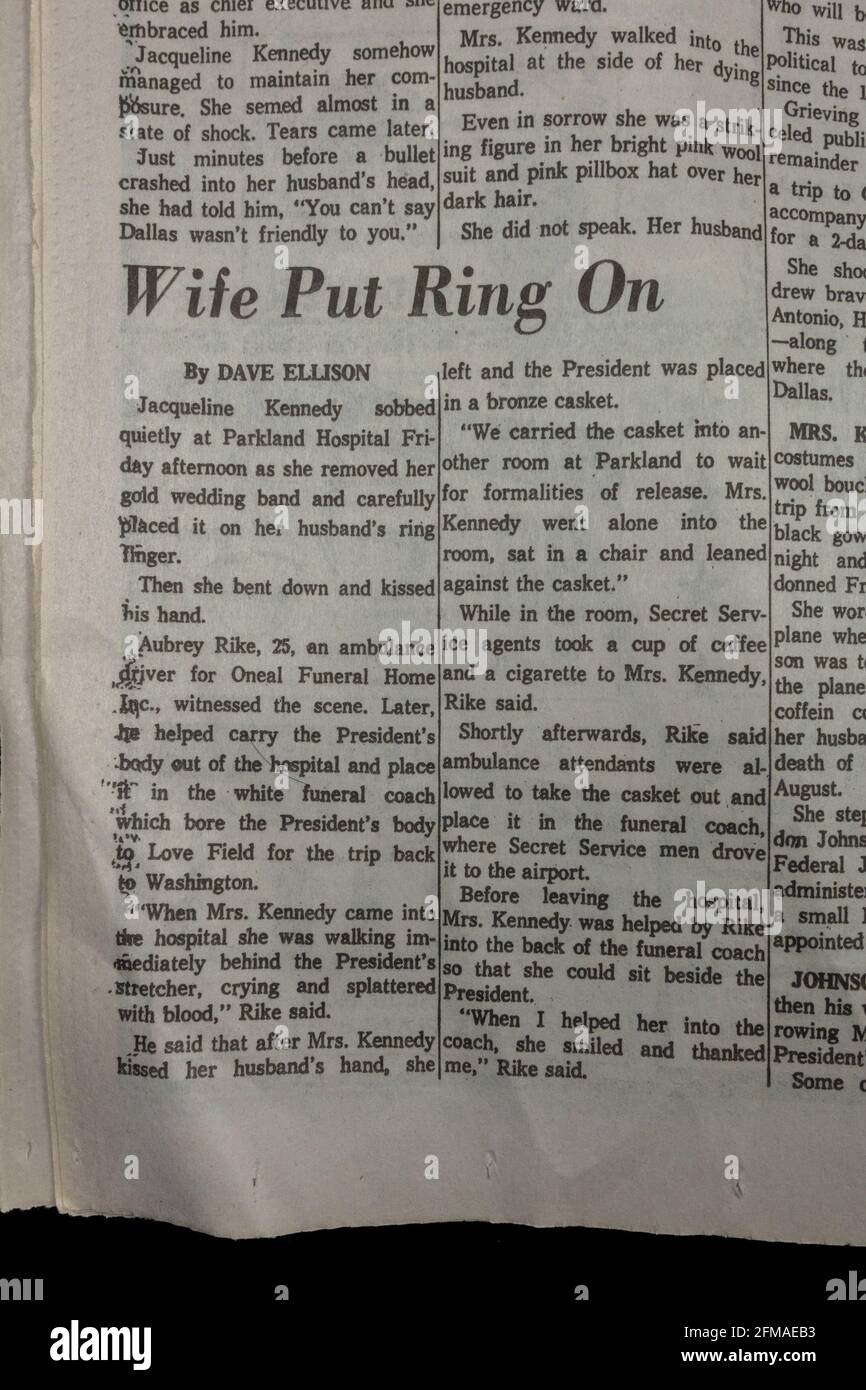 office as chief executive and she
embraced him.
Jacqueline Kennedy somehow
managed to maintain her com-
posure. She semed almost in a
state of shock. Tears came later.
Just minutes before a bullet
crashed into her husband's head,
she had told him, "You can't say
Dallas wasn't friendly to you."
emergency ward.
Mrs. Kennedy walked into the
hospital at the side of her dying
husband.
Even in sorrow she was a strik-
ing figure in her bright pink wool
suit and pink pillbox hat over her
dark hair.
She did not speak. Her husband
Wife Put Ring On
By DAVE ELLISON
Jacqueline Kennedy sobbed
quietly at Parkland Hospital Fri-
day afternoon as she removed her
gold wedding band and carefully
placed it on her husband's ring
finger.
Then she bent down and kissed
his hand.
Aubrey Rike, 25, an ambulance
driver for Oneal Funeral Home
Inc., witnessed the scene. Later,
he helped carry the President's
body out of the hospital and place
it in the white funeral coach
which bore the President's body
to Love Field for the trip back
to Washington.
"When Mrs. Kennedy came into
the hospital she was walking im-
mediately behind the President's
stretcher, crying and splattered
with blood," Rike said.
He said that after Mrs. Kennedy
kissed her husband's hand, she
left and the President was placed
in a bronze casket.
"We carried the casket into an-
other room at Parkland to wait
for formalities of release. Mrs.
Kennedy went alone into the
room, sat in a chair and leaned
against the casket."
While in the room, Secret Serv-
ice agents took a cup of coffee
and a cigarette to Mrs. Kennedy,
Rike said.
Shortly afterwards, Rike said
ambulance attendants were al-
lowed to take the casket out and
place it in the funeral coach,
where Secret Service men drove
it to the airport.
Before leaving the hospital,
Mrs. Kennedy was helped by Rike
into the back of the funeral coach
so that she could sit beside the
President.
"When I helped her into the
coach, she smiled and thanked
me," Rike said.
who will b
This was
political to
since the 1
Grieving
celed publi
remainder
a trip to
accompany
for a 2-da
She shoo
drew brav
Antonio, H
—along
where the
Dallas.
MRS. K
costumes
wool bouc
trip from
black gow
night and
donned Fr
She wor
plane whe
son was t
the plane
coffein co
her husba
death of
August.
She step
don Johns
Federal J
administe
a small
appointed
JOHNSO
then his
rowing M
President'
Some
alamy
Image ID: 2FMAEB3
www.alamy.com